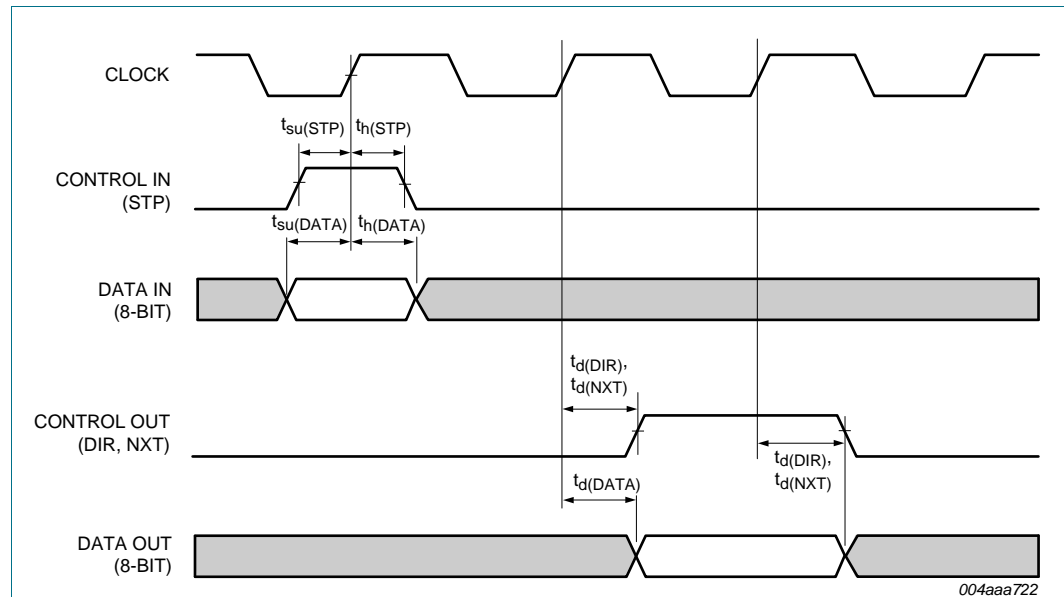 CLOCK
tsu(STP) th(STP)
CONTROL IN
(STP)
tsu(DATA) th(DATA)
DATA IN
(8-BIT)
td(DIR),
td(NXT)
CONTROL OUT
(DIR, NXT)
td(DIR),
td(NXT)
td(DATA)
DATA OUT
(8-BIT)
004aaa722